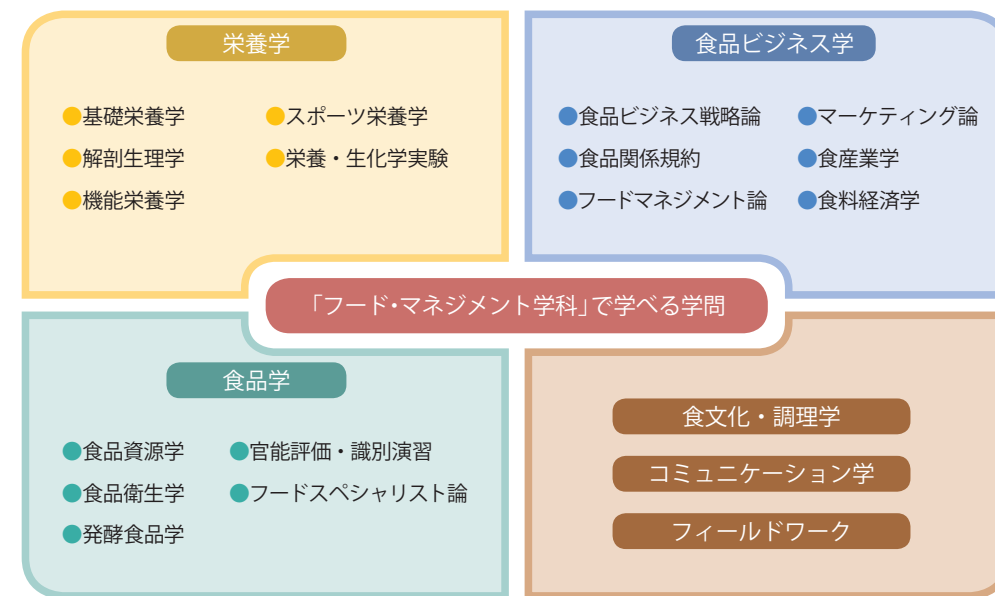 栄養学
●基礎栄養学
●解剖生理学
●機能栄養学
●スポーツ栄養学
●栄養・生化学実験
食品ビジネス学
●食品ビジネス戦略論
●食品関係規約
●フードマネジメント論
●マーケティング論
●食産業学
●食料経済学
「フード・マネジメント学科」で学べる学問
食品学
●食品資源学
●食品衛生学
●発酵食品学
●官能評価・識別演習
●フードスペシャリスト論
食文化・調理学
コミュニケーション学
フィールドワーク